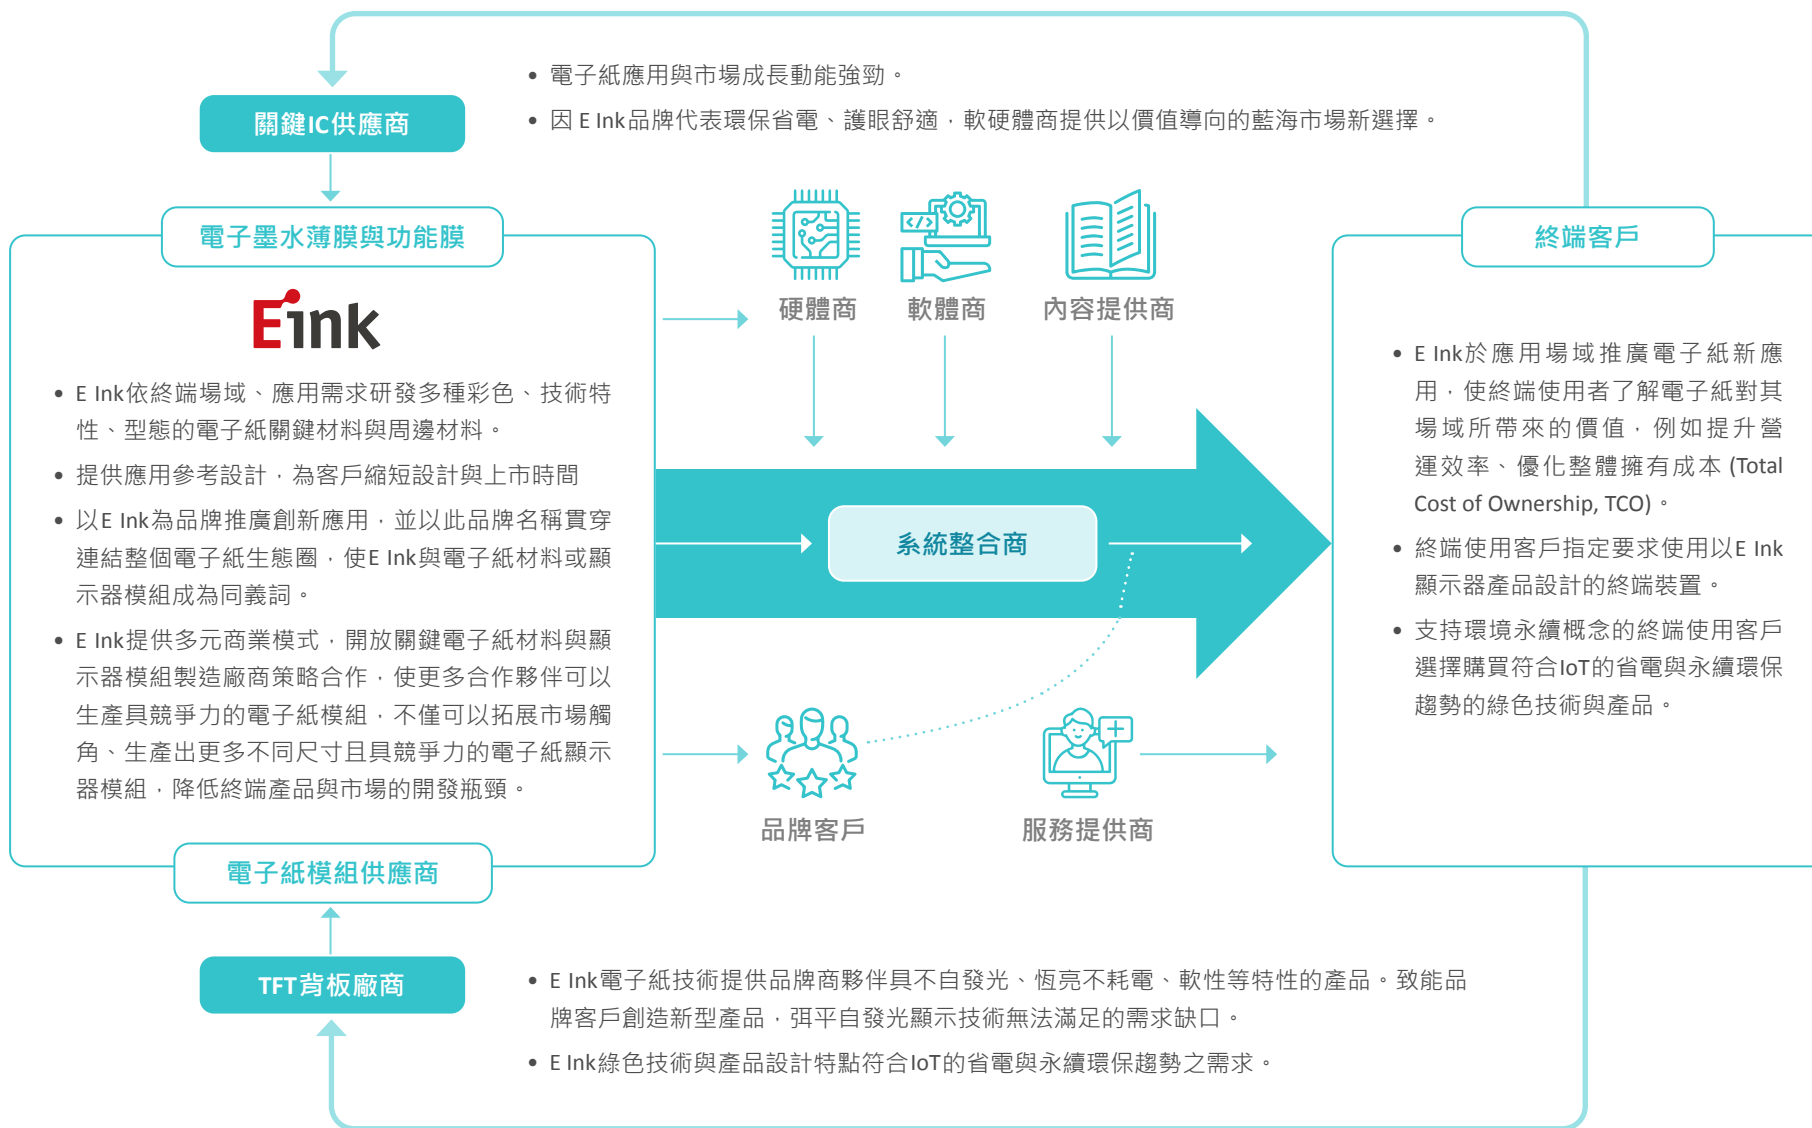 • 電子紙應用與市場成長動能強勁。
• 因 E Ink品牌代表環保省電、護眼舒適，軟硬體商提供以價值導向的藍海市場新選擇。
關鍵IC供應商
電子墨水薄膜與功能膜
E ink
• E Ink依終端場域、應用需求研發多種彩色、技術特
性、型態的電子紙關鍵材料與周邊材料。
• 提供應用參考設計，為客戶縮短設計與上市時間
• 以E Ink為品牌推廣創新應用，並以此品牌名稱貫穿
連結整個電子紙生態圈，使E Ink與電子紙材料或顯
示器模組成為同義詞。
• E Ink提供多元商業模式，開放關鍵電子紙材料與顯
示器模組製造廠商策略合作，使更多合作夥伴可以
生產具競爭力的電子紙模組，不僅可以拓展市場觸
角、生產出更多不同尺寸且具競爭力的電子紙顯示
器模組，降低終端產品與市場的開發瓶頸。
電子紙模組供應商
TFT背板廠商
硬體商
軟體商
</>
內容提供商
系統整合商
品牌客戶
服務提供商
終端客戶
• E Ink於應用場域推廣電子紙新應
用，使終端使用者了解電子紙對其
場域所帶來的價值，例如提升營
運效率、優化整體擁有成本 (Total
Cost of Ownership, TCO)。
• 終端使用客戶指定要求使用以E Ink
顯示器產品設計的終端裝置。
• 支持環境永續概念的終端使用客戶
選擇購買符合IoT的省電與永續環保
趨勢的綠色技術與產品。
• E Ink電子紙技術提供品牌商夥伴具不自發光、恆亮不耗電、軟性等特性的產品。致能品
牌客戶創造新型產品，弭平自發光顯示技術無法滿足的需求缺口。
• E Ink綠色技術與產品設計特點符合IoT的省電與永續環保趨勢之需求。